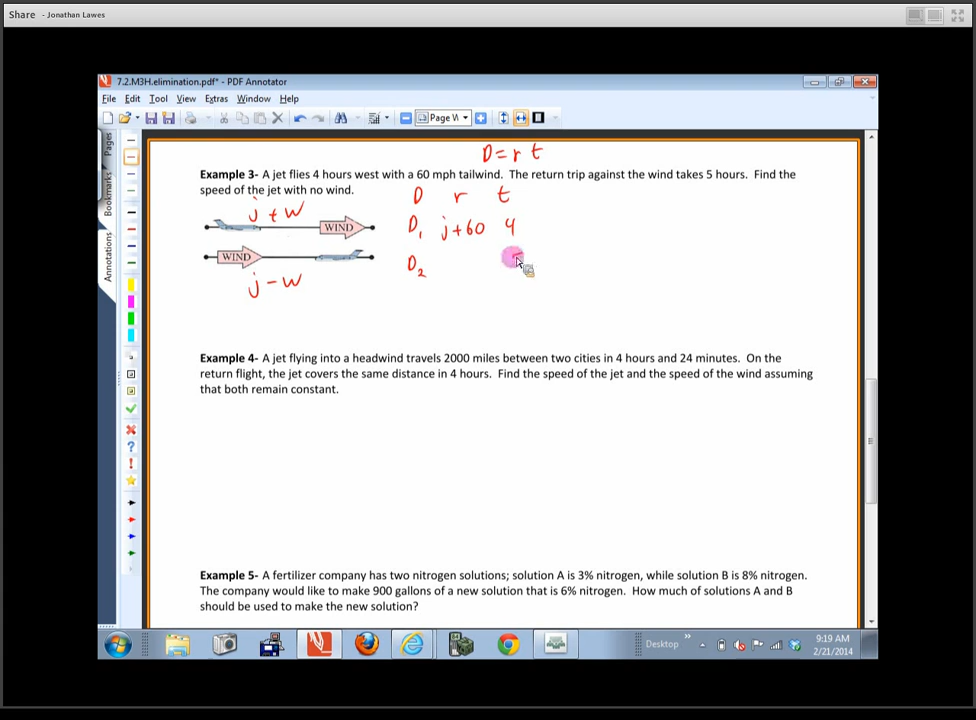 Share - Jonathan Lawes
7.2.M3H.elimination.pdf* - PDF Annotator
File Edit Tool View Extras Window Help
Page W
Pages
Bookmarks
Annotations
D = r t
Example 3- A jet flies 4 hours west with a 60 mph tailwind. The return trip against the wind takes 5 hours. Find the
speed of the jet with no wind.
D r t
j + w
WIND
D1 j+60 4
WIND
D2
j - w
Example 4- A jet flying into a headwind travels 2000 miles between two cities in 4 hours and 24 minutes. On the
return flight, the jet covers the same distance in 4 hours. Find the speed of the jet and the speed of the wind assuming
that both remain constant.
Example 5- A fertilizer company has two nitrogen solutions; solution A is 3% nitrogen, while solution B is 8% nitrogen.
The company would like to make 900 gallons of a new solution that is 6% nitrogen. How much of solutions A and B
should be used to make the new solution?
Desktop
9:19 AM
2/21/2014